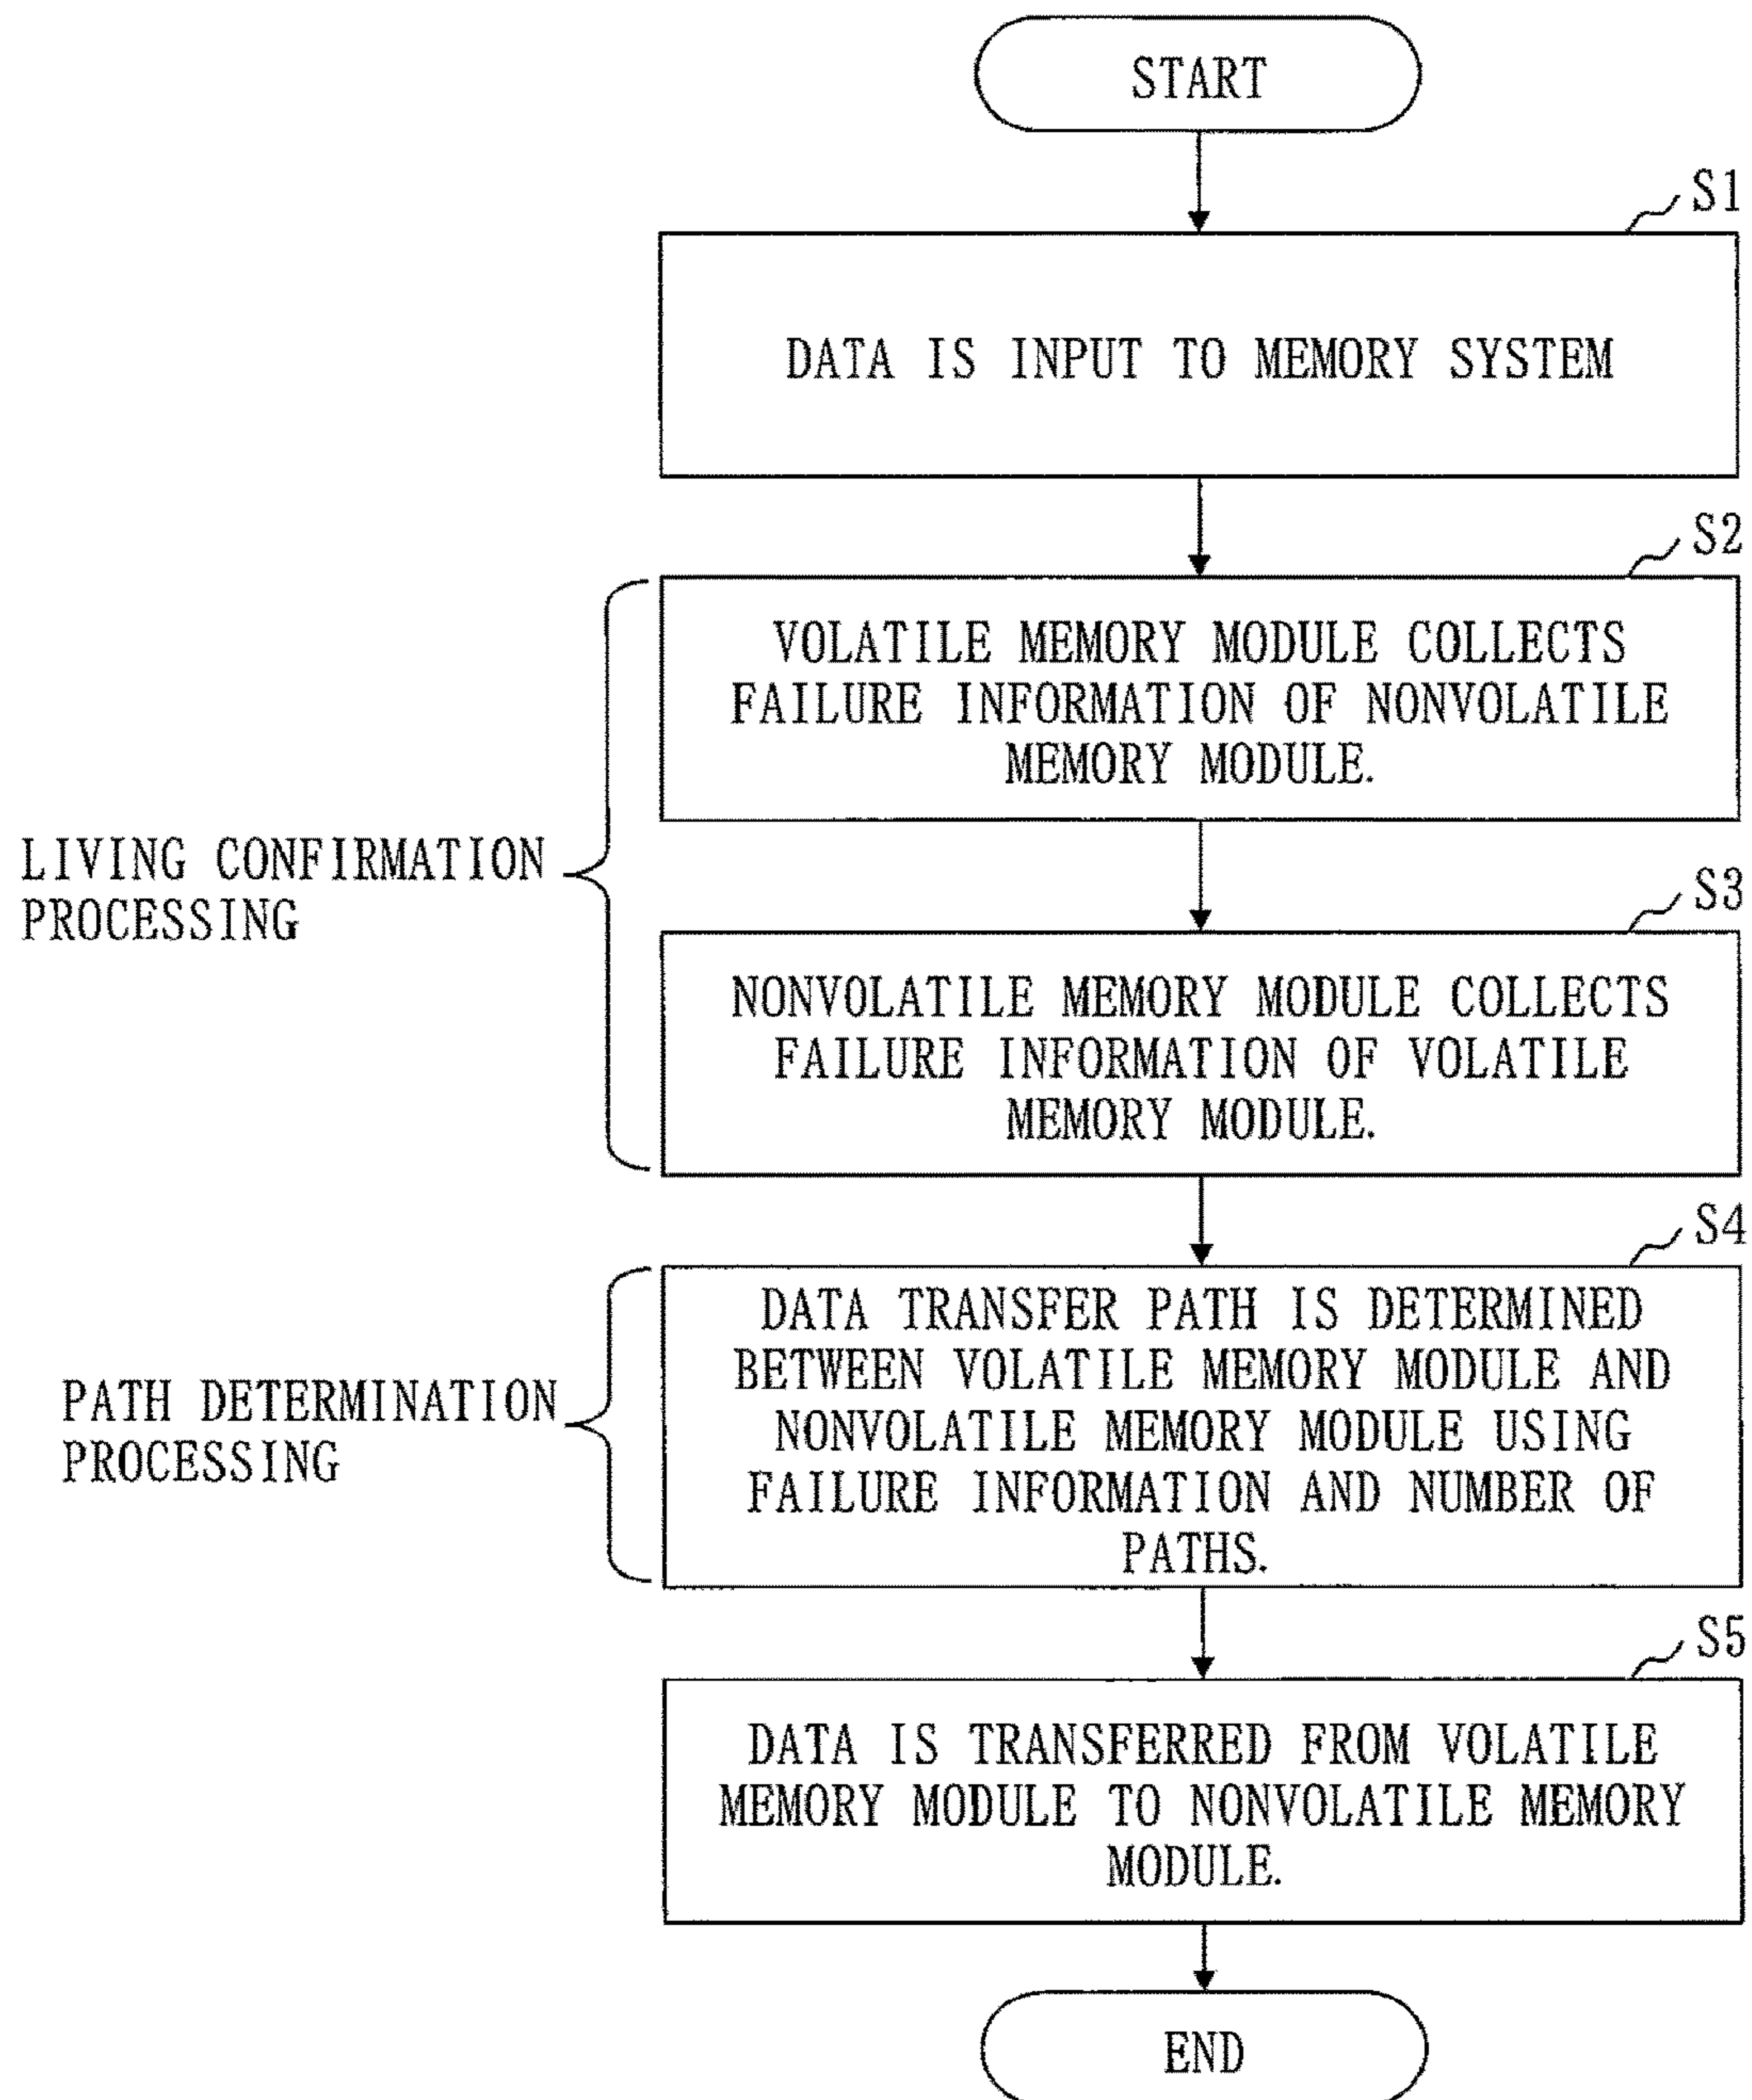 START
S1
DATA IS INPUT TO MEMORY SYSTEM
S2
VOLATILE MEMORY MODULE COLLECTS
FAILURE INFORMATION OF NONVOLATILE
MEMORY MODULE.
LIVING CONFIRMATION
PROCESSING
S3
NONVOLATILE MEMORY MODULE COLLECTS
FAILURE INFORMATION OF VOLATILE
MEMORY MODULE.
S4
DATA TRANSFER PATH IS DETERMINED
BETWEEN VOLATILE MEMORY MODULE AND
NONVOLATILE MEMORY MODULE USING
FAILURE INFORMATION AND NUMBER OF
PATHS.
PATH DETERMINATION
PROCESSING
S5
DATA IS TRANSFERRED FROM VOLATILE
MEMORY MODULE TO NONVOLATILE MEMORY
MODULE.
END